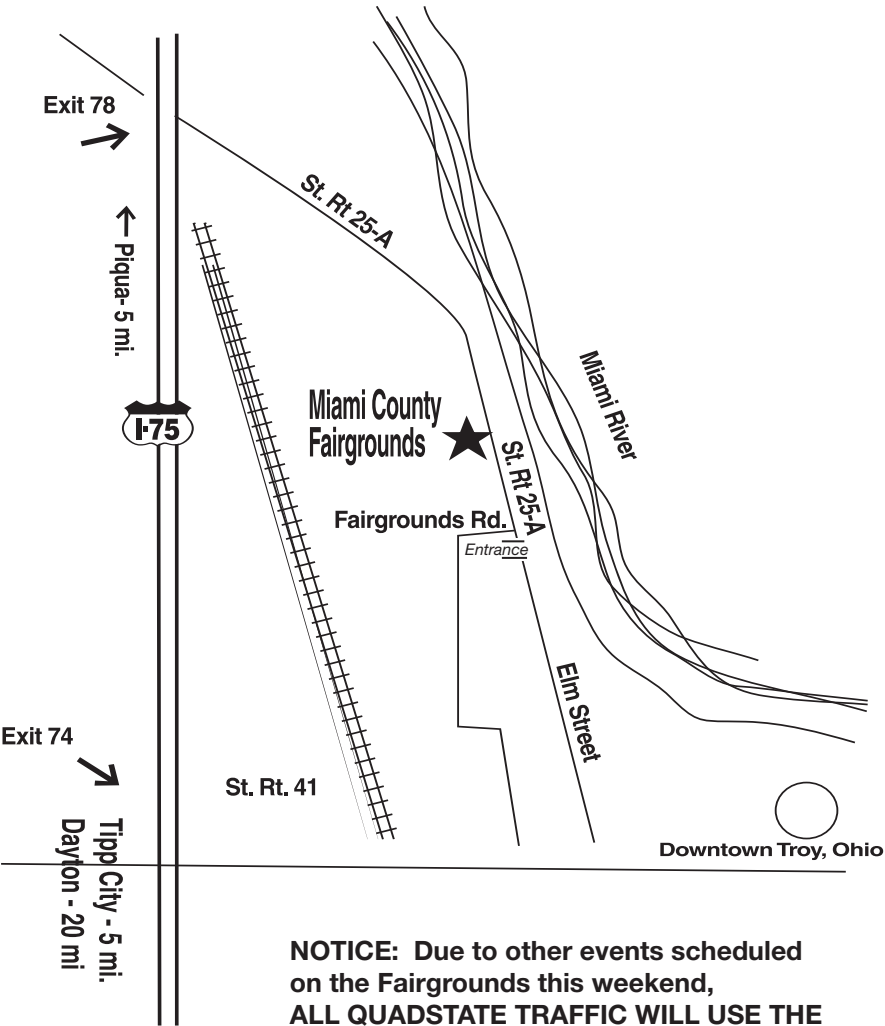 Exit 78
St. Rt 25-A
← Piqua- 5 mi.
Miami River
I-75
Miami County
Fairgrounds
St. Rt 25-A
Fairgrounds Rd.
Entrance
Elm Street
Exit 74
St. Rt. 41
Tipp City - 5 mi.
Dayton - 20 mi
Downtown Troy, Ohio
NOTICE: Due to other events scheduled
on the Fairgrounds this weekend,
ALL QUADSTATE TRAFFIC WILL USE THE